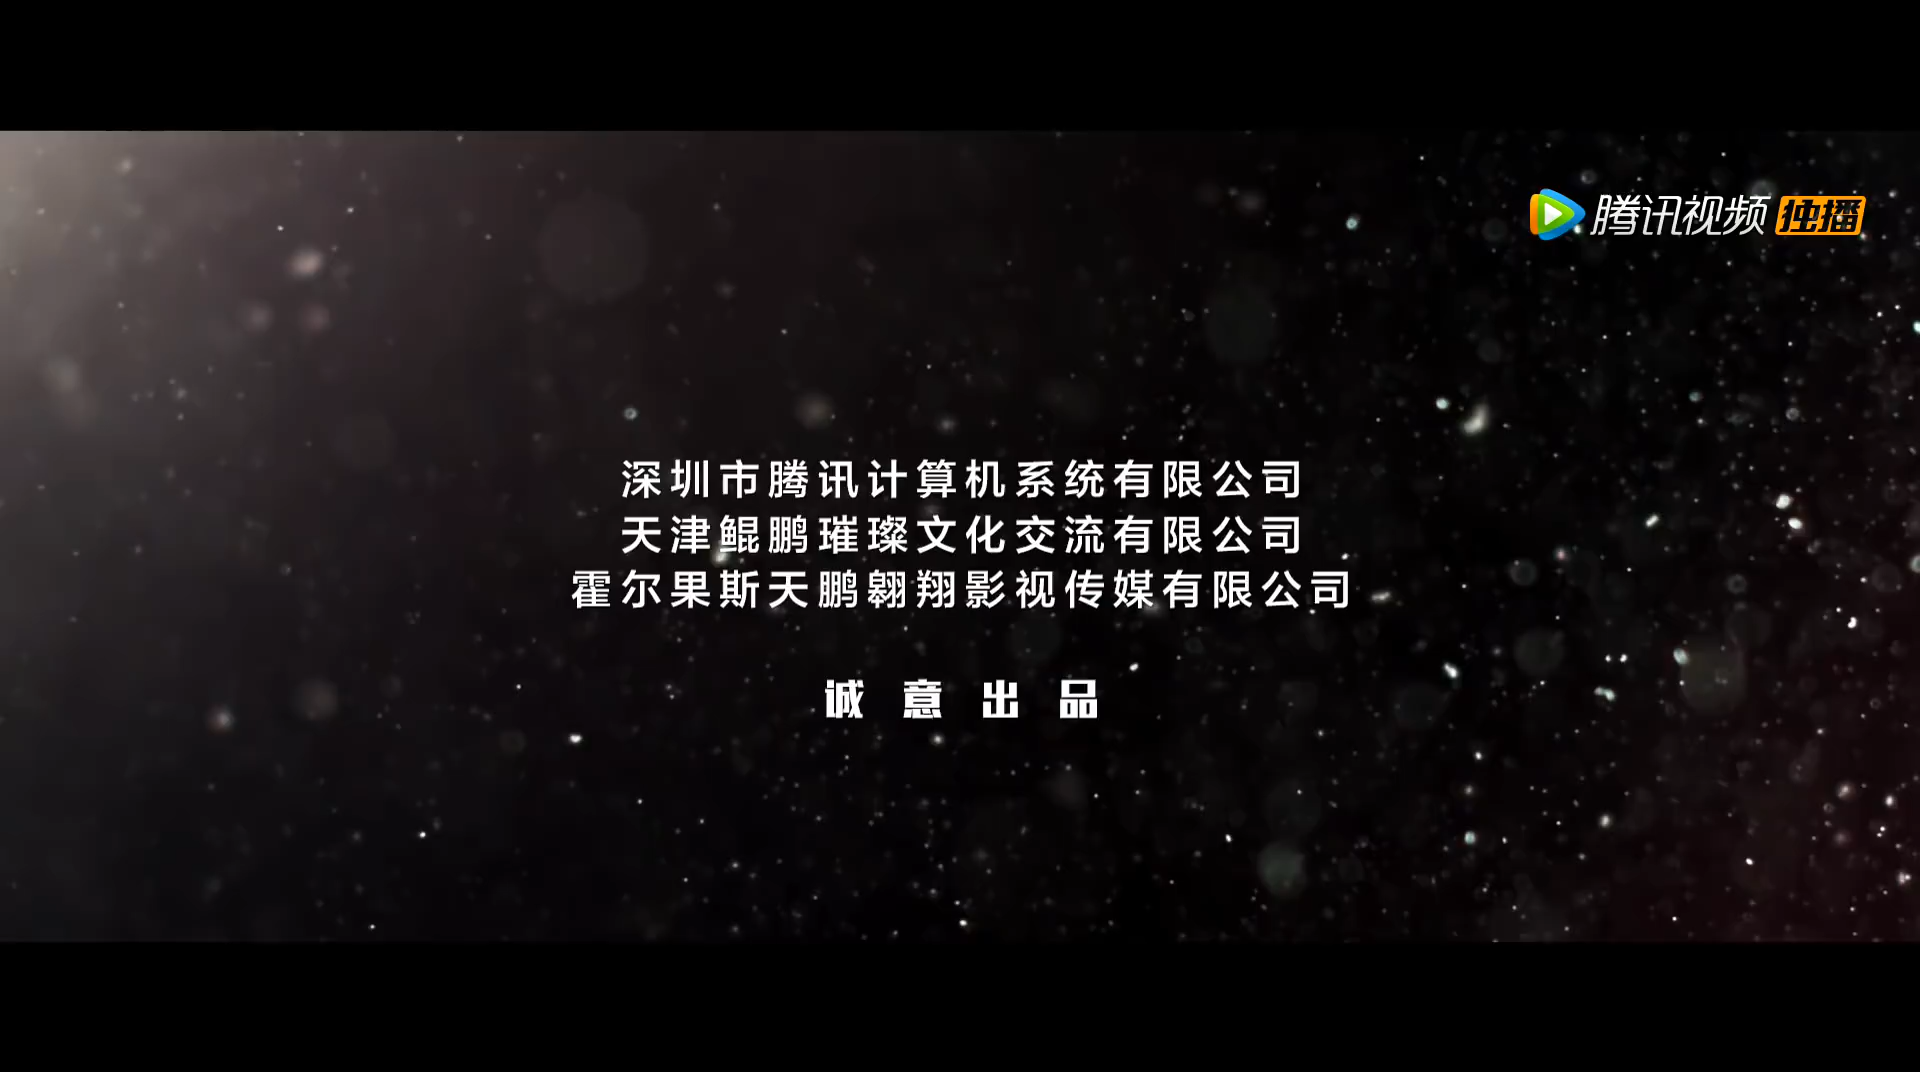 腾讯视频 独播
深圳市腾讯计算机系统有限公司
天津鲲鹏璀璨文化交流有限公司
霍尔果斯天鹏翱翔影视传媒有限公司
诚意出品